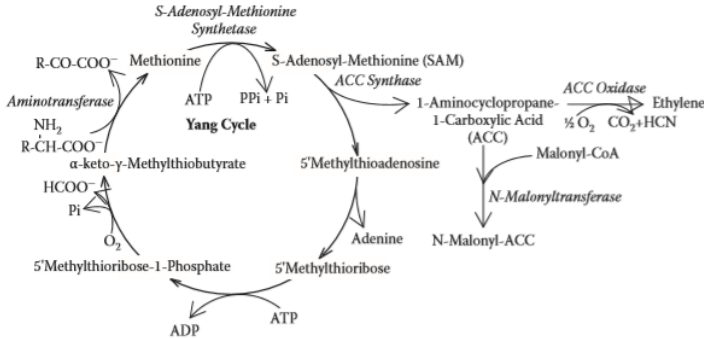 S-Adenosyl-Methionine
Synthetase
R-CO-COO⁻
Methionine
S-Adenosyl-Methionine (SAM)
ACC Synthase
Aminotransferase
ATP
PPi + Pi
Yang Cycle
1-Aminocyclopropane-
1-Carboxylic Acid
(ACC)
ACC Oxidase
Ethylene
½ O₂
CO₂+HCN
NH₂
R-CH-COO⁻
α-keto-γ-Methylthiobutyrate
5'Methylthioadenosine
Malonyl-CoA
HCOO⁻
Pi
O₂
N-Malonyltransferase
Adenine
N-Malonyl-ACC
5'Methylthioribose-1-Phosphate
5'Methylthioribose
ADP
ATP